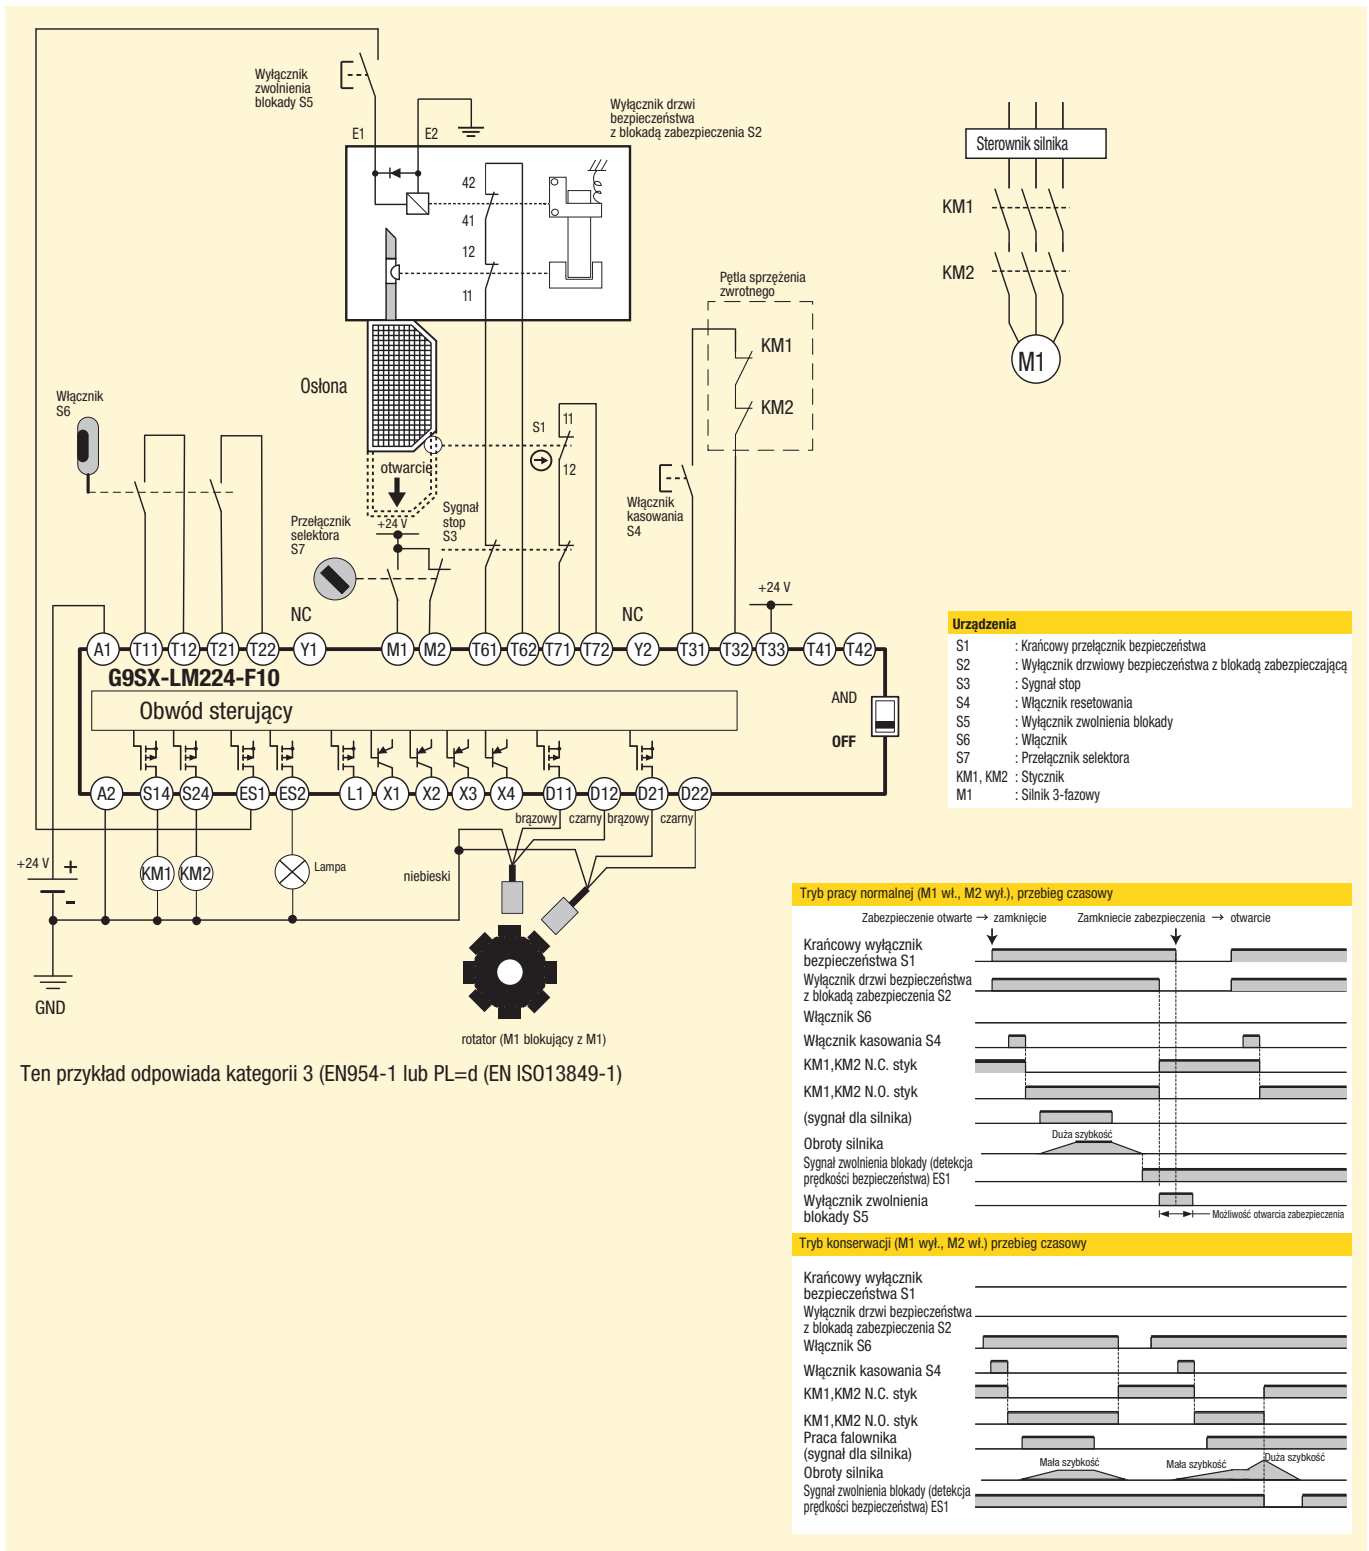 Wyłącznik
zwolnienia
blokady S5
E1
E2
Wyłącznik drzwi
bezpieczeństwa
z blokadą zabezpieczenia S2
42
41
12
11
Sterownik silnika
KM1
KM2
M1
Pętla sprzężenia
zwrotnego
KM1
KM2
Osłona
otwarcie
Włącznik
S6
S1
11
12
Włącznik
kasowania
S4
Przełącznik
selektora
S7
+24 V
Sygnał
stop
S3
+24 V
NC
NC
A1
T11
T12
T21
T22
Y1
M1
M2
T61
T62
T71
T72
Y2
T31
T32
T33
T41
T42
G9SX-LM224-F10
Obwód sterujący
AND
OFF
A2
S14
S24
ES1
ES2
L1
X1
X2
X3
X4
D11
D12
D21
D22
brązowy
czarny
brązowy
czarny
+24 V
+
-
KM1
KM2
Lampa
niebieski
GND
rotator (M1 blokujący z M1)
Ten przykład odpowiada kategorii 3 (EN954-1 lub PL=d (EN ISO13849-1)
Urządzenia
S1 : Krańcowy przełącznik bezpieczeństwa
S2 : Wyłącznik drzwiowy bezpieczeństwa z blokadą zabezpieczającą
S3 : Sygnał stop
S4 : Włącznik resetowania
S5 : Wyłącznik zwolnienia blokady
S6 : Włącznik
S7 : Przełącznik selektora
KM1, KM2 : Stycznik
M1 : Silnik 3-fazowy
Tryb pracy normalnej (M1 wł., M2 wył.), przebieg czasowy
Zabezpieczenie otwarte → zamknięcie
Zamkniecie zabezpieczenia → otwarcie
Krańcowy wyłącznik
bezpieczeństwa S1
Wyłącznik drzwi bezpieczeństwa
z blokadą zabezpieczenia S2
Włącznik S6
Włącznik kasowania S4
KM1,KM2 N.C. styk
KM1,KM2 N.O. styk
(sygnał dla silnika)
Duża szybkość
Obroty silnika
Sygnał zwolnienia blokady (detekcja
prędkości bezpieczeństwa) ES1
Wyłącznik zwolnienia
blokady S5
Możliwość otwarcia zabezpieczenia
Tryb konserwacji (M1 wył., M2 wł.) przebieg czasowy
Krańcowy wyłącznik
bezpieczeństwa S1
Wyłącznik drzwi bezpieczeństwa
z blokadą zabezpieczenia S2
Włącznik S6
Włącznik kasowania S4
KM1,KM2 N.C. styk
KM1,KM2 N.O. styk
Praca falownika
(sygnał dla silnika)
Mała szybkość
Mała szybkość
Duża szybkość
Obroty silnika
Sygnał zwolnienia blokady (detekcja
prędkości bezpieczeństwa) ES1